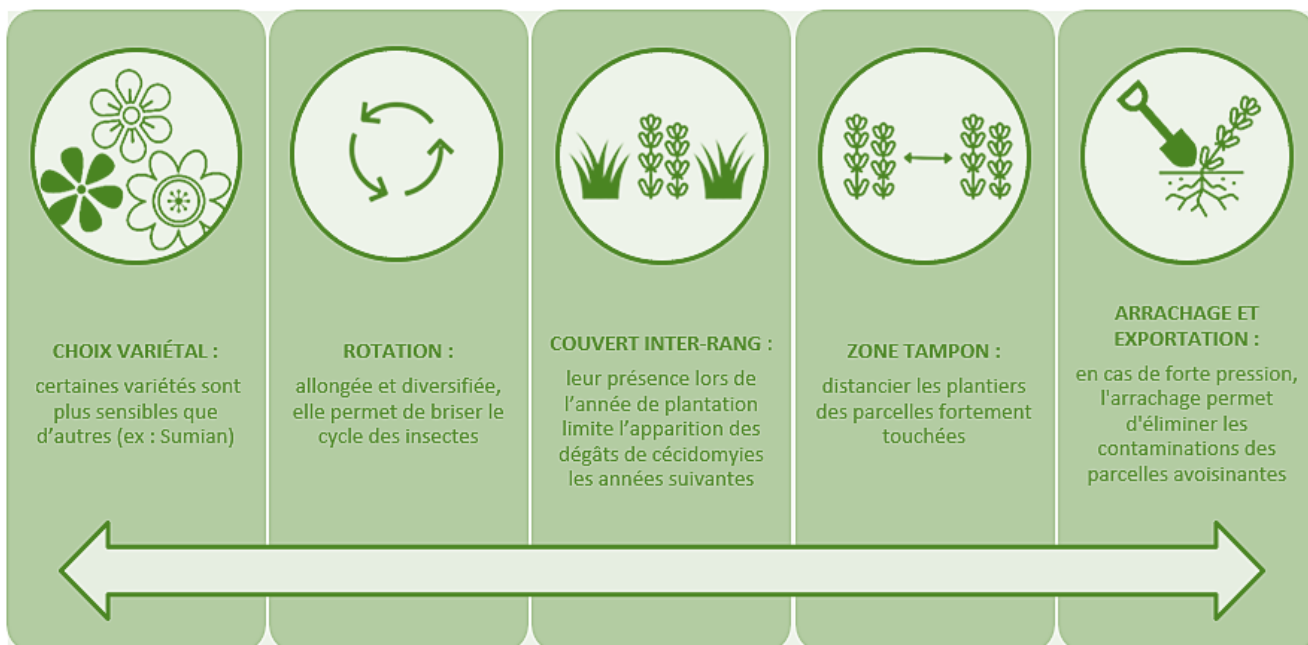 CHOIX VARIÉTAL :
certaines variétés sont
plus sensibles que
d'autres (ex : Sumian)
ROTATION :
allongée et diversifiée,
elle permet de briser le
cycle des insectes
COUVERT INTER-RANG :
leur présence lors de
l'année de plantation
limite l'apparition des
dégâts de cécidomyies
les années suivantes
ZONE TAMPON :
distancier les plantiers
des parcelles fortement
touchées
ARRACHAGE ET
EXPORTATION :
en cas de forte pression,
l'arrachage permet
d'éliminer les
contaminations des
parcelles avoisinantes